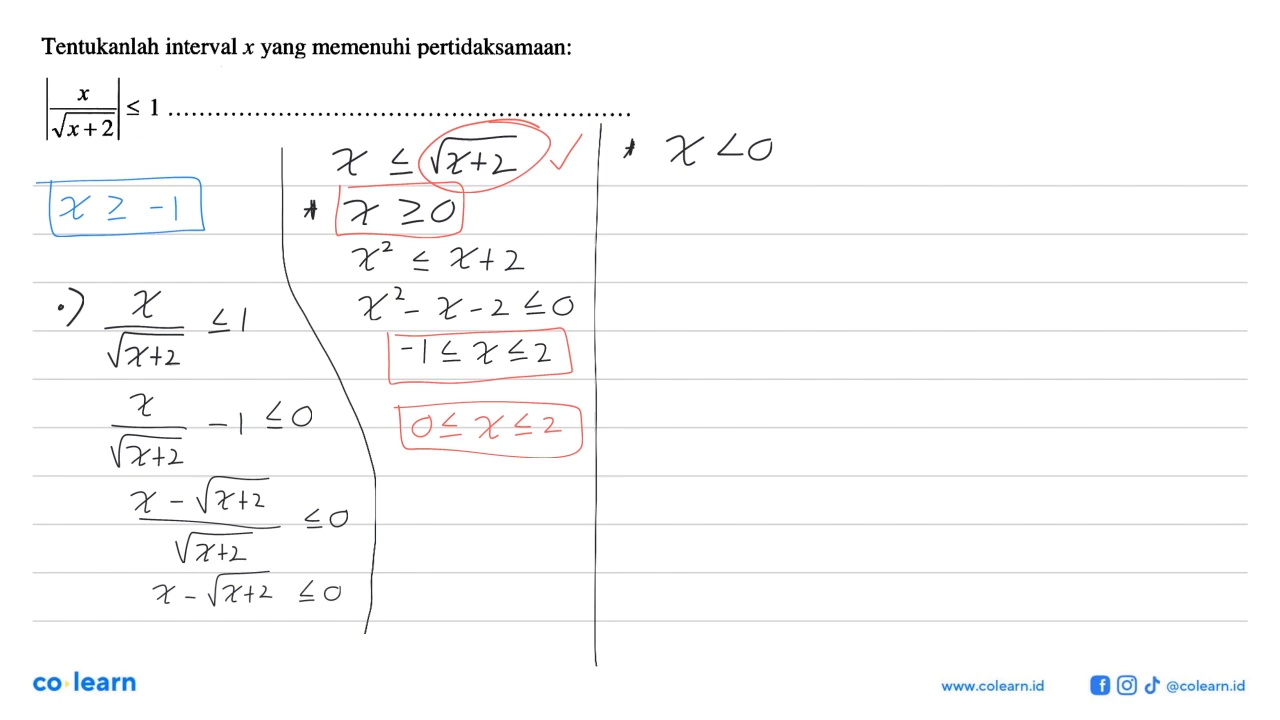 Tentukanlah interval x yang memenuhi pertidaksamaan:
|x/√(x+2)| ≤ 1 ............................................................
x ≥ -1
•) x/√(x+2) ≤ 1
x/√(x+2) - 1 ≤ 0
(x - √(x+2))/√(x+2) ≤ 0
x - √(x+2) ≤ 0
x ≤ √(x+2) ✓
* x ≥ 0
x² ≤ x+2
x² - x - 2 ≤ 0
-1 ≤ x ≤ 2
0 ≤ x ≤ 2
* x < 0
co learn
www.colearn.id
@colearn.id